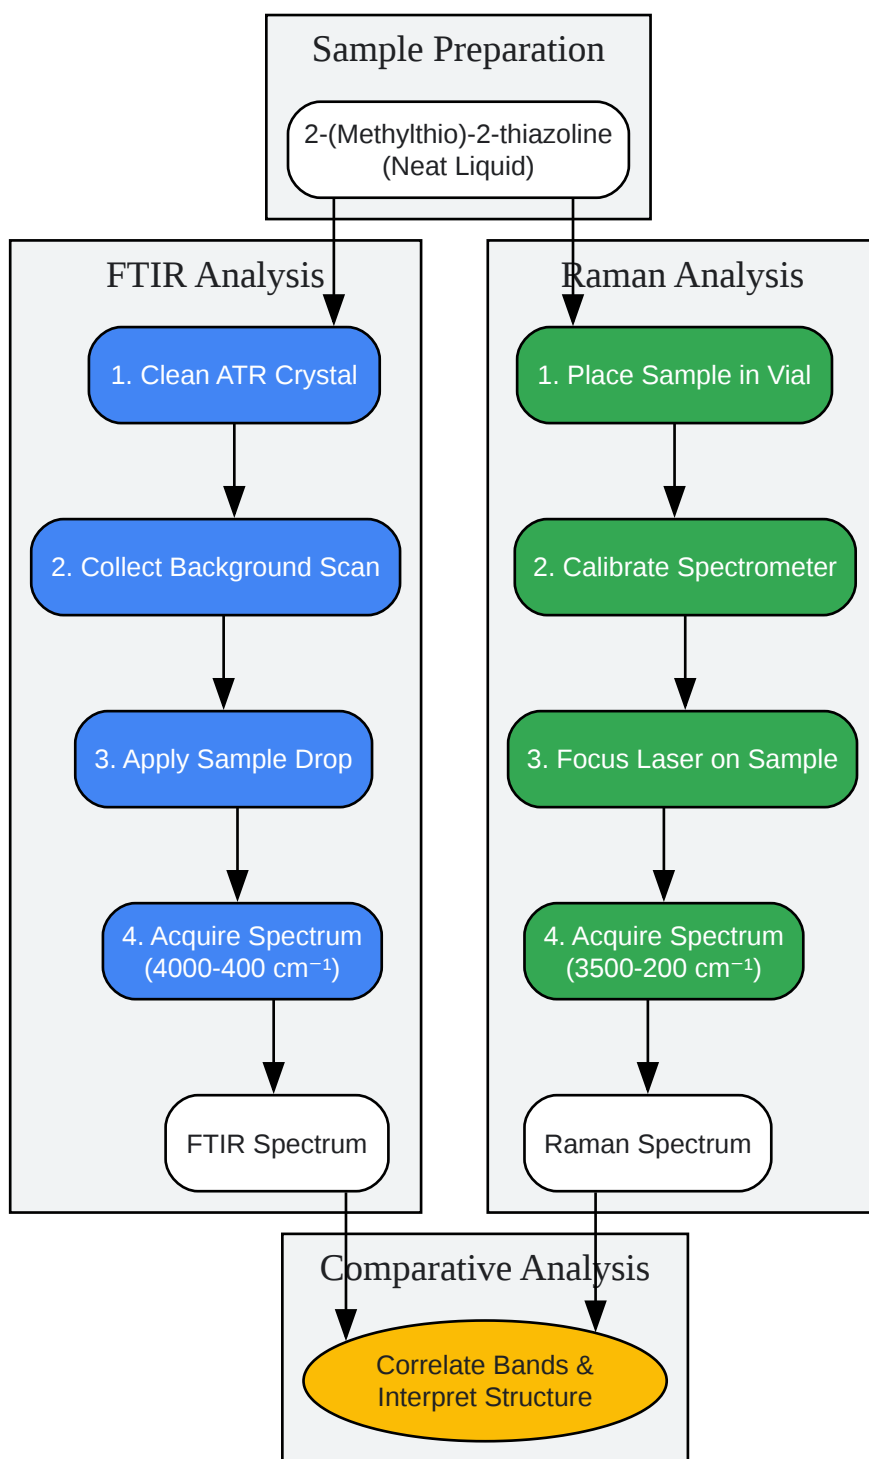 Sample Preparation
2-(Methylthio)-2-thiazoline
(Neat Liquid)
FTIR Analysis
1. Clean ATR Crystal
2. Collect Background Scan
3. Apply Sample Drop
4. Acquire Spectrum
(4000-400 cm⁻¹)
FTIR Spectrum
Raman Analysis
1. Place Sample in Vial
2. Calibrate Spectrometer
3. Focus Laser on Sample
4. Acquire Spectrum
(3500-200 cm⁻¹)
Raman Spectrum
Comparative Analysis
Correlate Bands &
Interpret Structure